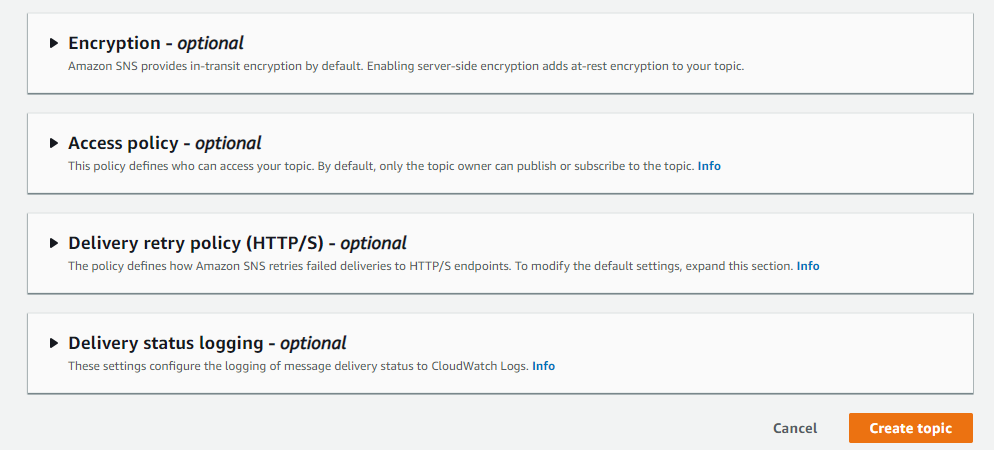 Encryption - optional
Amazon SNS provides in-transit encryption by default. Enabling server-side encryption adds at-rest encryption to your topic.
Access policy - optional
This policy defines who can access your topic. By default, only the topic owner can publish or subscribe to the topic. Info
Delivery retry policy (HTTP/S) - optional
The policy defines how Amazon SNS retries failed deliveries to HTTP/S endpoints. To modify the default settings, expand this section. Info
Delivery status logging - optional
These settings configure the logging of message delivery status to CloudWatch Logs. Info
Cancel Create topic